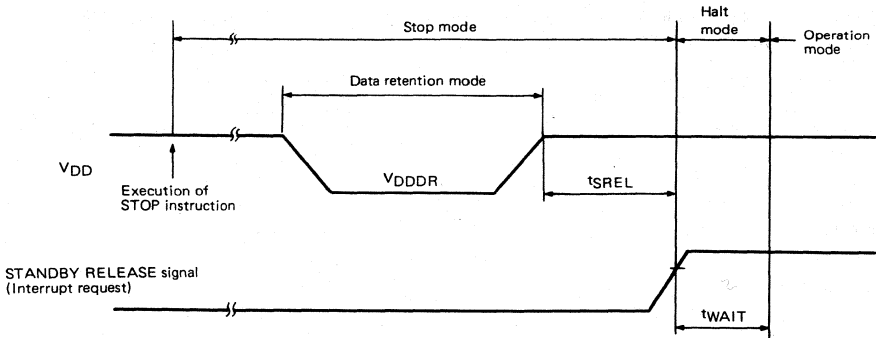 Halt
mode
Stop mode
Operation
mode
Data retention mode
VDD
VDDDR
Execution of
STOP instruction
tSREL
STANDBY RELEASE signal
(Interrupt request)
tWAIT